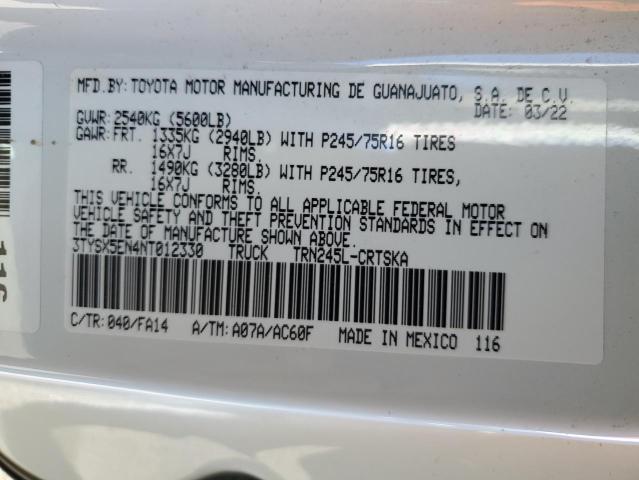 MFD.BY: TOYOTA MOTOR MANUFACTURING DE GUANAJUATO, S.A. DE C.V.
GVWR: 2540KG (5600LB) DATE: 03/22
GAWR: FRT. 1335KG (2940LB) WITH P245/75R16 TIRES
16X7J RIMS.
RR. 1490KG (3280LB) WITH P245/75R16 TIRES,
16X7J RIMS.
THIS VEHICLE CONFORMS TO ALL APPLICABLE FEDERAL MOTOR
VEHICLE SAFETY AND THEFT PREVENTION STANDARDS IN EFFECT ON
THE DATE OF MANUFACTURE SHOWN ABOVE.
3TYSX5EN4NT012330 TRUCK TRN245L-CRTSKA
C/TR: 040/FA14 A/TM: A07A/AC60F MADE IN MEXICO 116
116